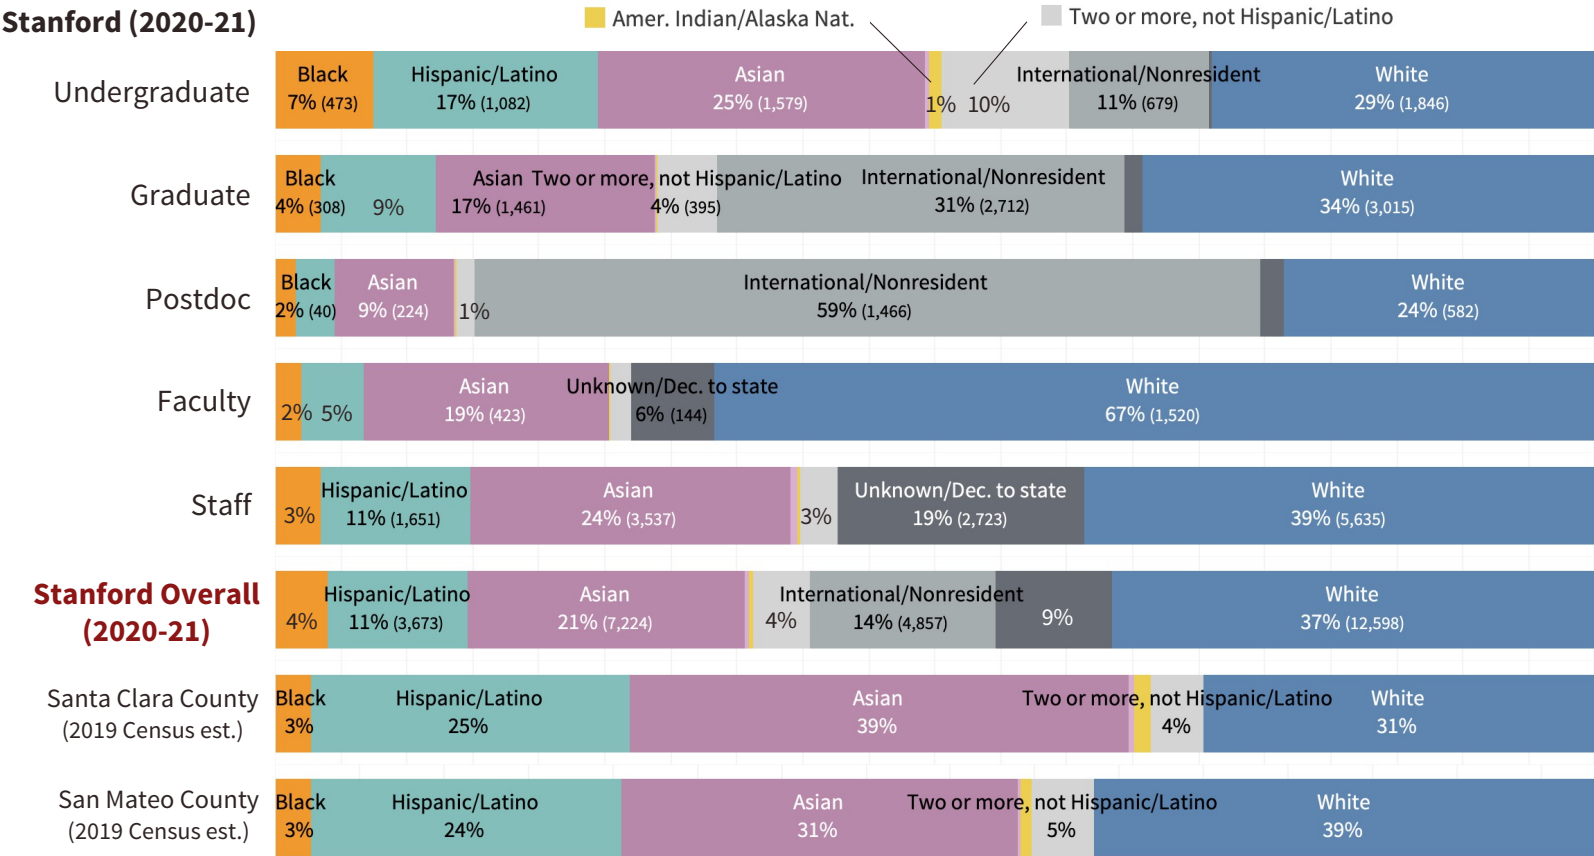 Stanford (2020-21)
Amer. Indian/Alaska Nat.
Two or more, not Hispanic/Latino
Undergraduate
Black
7% (473)
Hispanic/Latino
17% (1,082)
Asian
25% (1,579)
1%
10%
International/Nonresident
11% (679)
White
29% (1,846)
Graduate
Black
4% (308)
9%
Asian
17% (1,461)
Two or more, not Hispanic/Latino
4% (395)
International/Nonresident
31% (2,712)
White
34% (3,015)
Postdoc
Black
2% (40)
Asian
9% (224)
1%
International/Nonresident
59% (1,466)
White
24% (582)
Faculty
2%
5%
Asian
19% (423)
Unknown/Dec. to state
6% (144)
White
67% (1,520)
Staff
3%
Hispanic/Latino
11% (1,651)
Asian
24% (3,537)
3%
Unknown/Dec. to state
19% (2,723)
White
39% (5,635)
Stanford Overall
(2020-21)
4%
Hispanic/Latino
11% (3,673)
Asian
21% (7,224)
4%
International/Nonresident
14% (4,857)
9%
White
37% (12,598)
Santa Clara County
(2019 Census est.)
Black
3%
Hispanic/Latino
25%
Asian
39%
Two or more, not Hispanic/Latino
4%
White
31%
San Mateo County
(2019 Census est.)
Black
3%
Hispanic/Latino
24%
Asian
31%
Two or more, not Hispanic/Latino
5%
White
39%